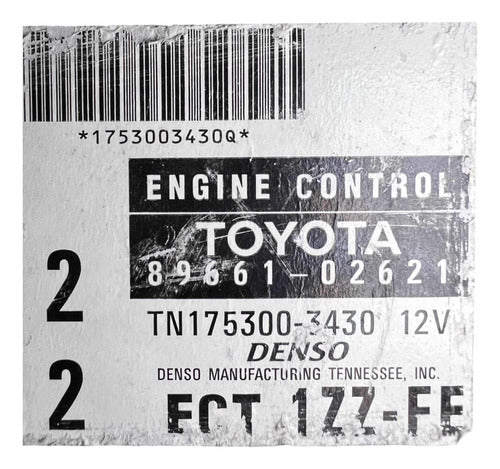 *1753003430Q*
ENGINE CONTROL
TOYOTA
89661-02621
2
TN175300-3430 12V
DENSO
DENSO MANUFACTURING TENNESSEE, INC.
2
ECT 1ZZ-FE